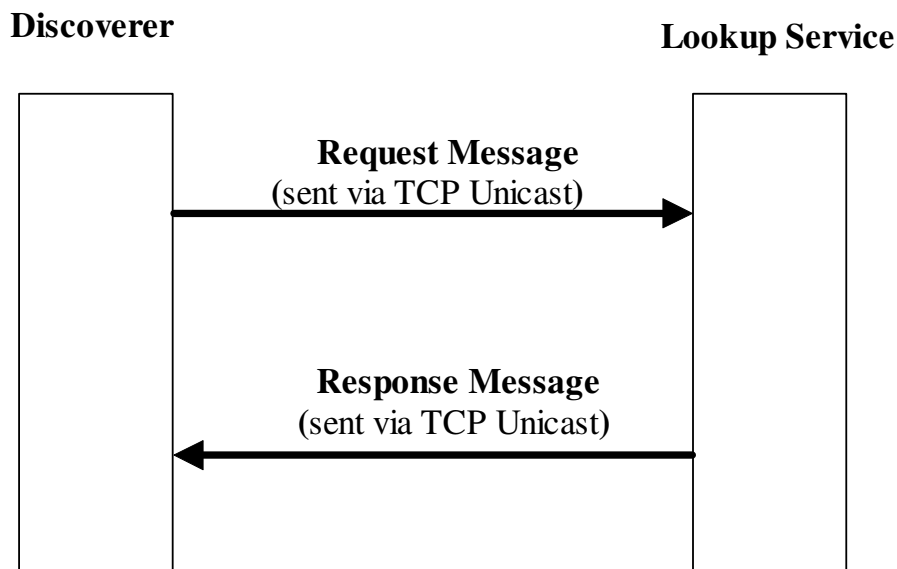 Discoverer
Lookup Service
Request Message
(sent via TCP Unicast)
Response Message
(sent via TCP Unicast)